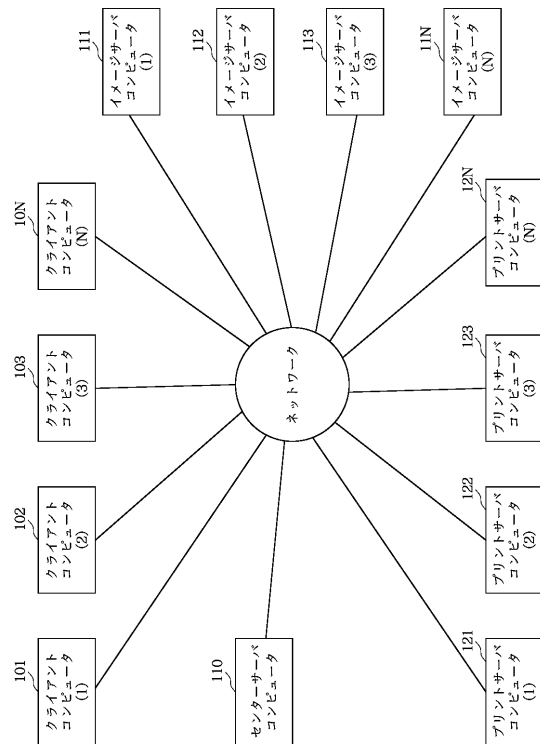 101
クライアント
コンピュータ
(1)
102
クライアント
コンピュータ
(2)
103
クライアント
コンピュータ
(3)
10N
クライアント
コンピュータ
(N)
111
イメージサーバ
コンピュータ
(1)
112
イメージサーバ
コンピュータ
(2)
113
イメージサーバ
コンピュータ
(3)
11N
イメージサーバ
コンピュータ
(N)
110
センターサーバ
コンピュータ
ネットワーク
121
プリントサーバ
コンピュータ
(1)
122
プリントサーバ
コンピュータ
(2)
123
プリントサーバ
コンピュータ
(3)
12N
プリントサーバ
コンピュータ
(N)